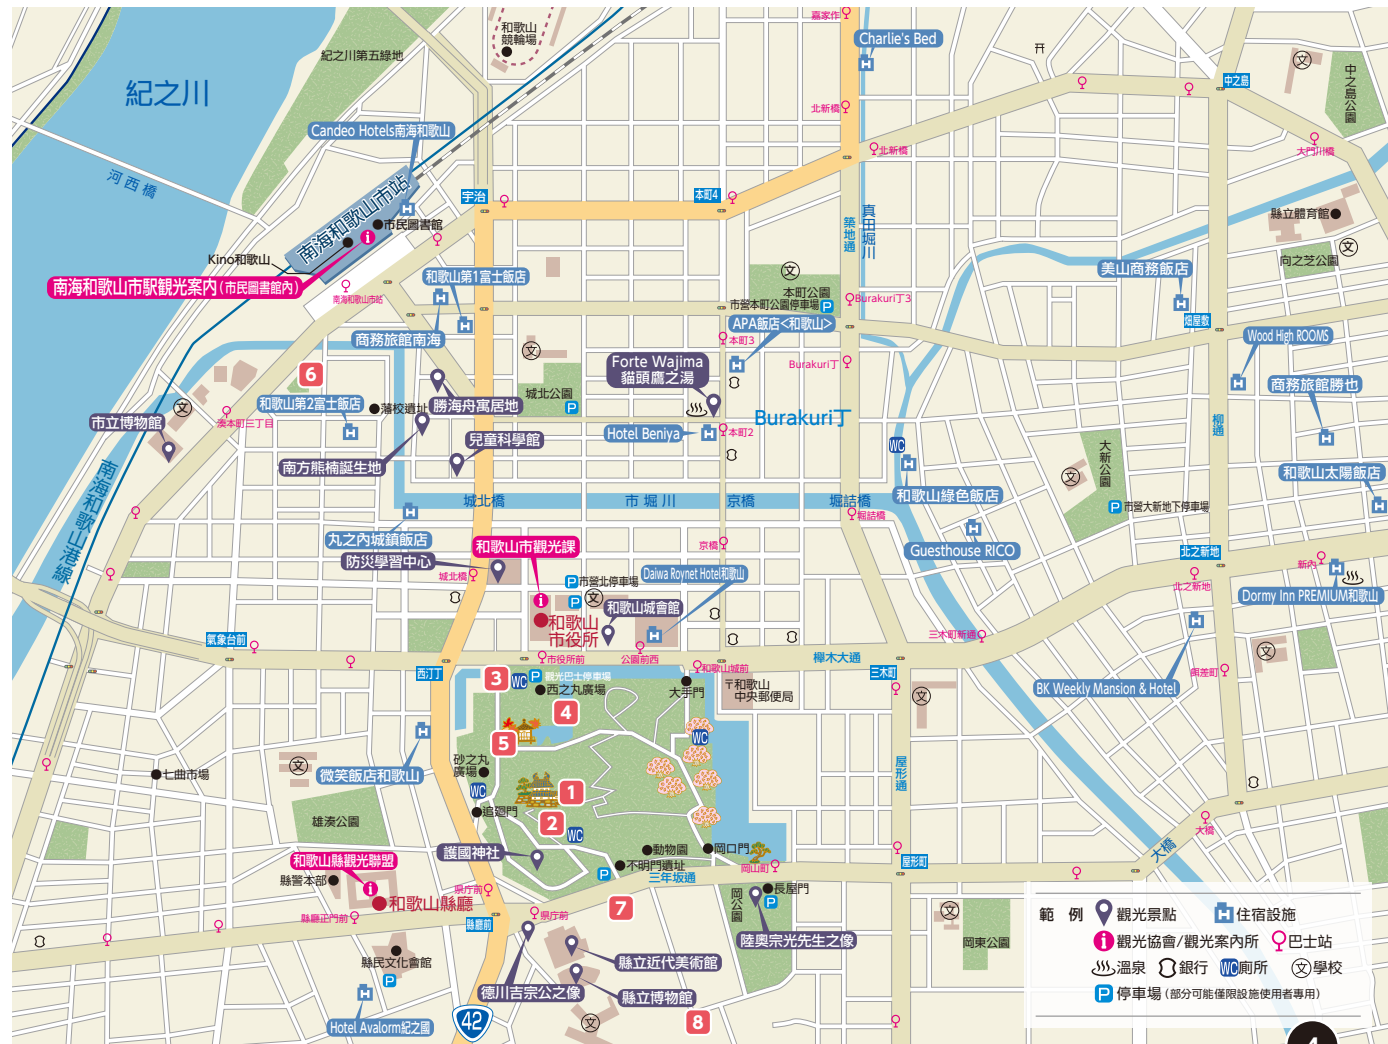 嘉家作
和歌山
競輪場
紀之川第五綠地
Charlie's Bed
中之島
中之島公園
紀之川
北新橋
北新橋
大門川橋
Candeo Hotels南海和歌山
河西橋
宇治
本町4
南海和歌山市站
市民圖書館
Kino和歌山
真田堀川
築地通
縣立體育館
向之芝公園
南海和歌山市駅観光案內(市民圖書館內)
南海和歌山市站
和歌山第1富士飯店
美山商務飯店
本町公園
市營本町公園停車場
P
Burakuri丁3
畑屋敷
APA飯店<和歌山>
商務旅館南海
本町3
Wood High ROOMS
Forte Wajima
貓頭鷹之湯
Burakuri丁
6
城北公園
P
商務旅館勝也
和歌山第2富士飯店
藩校遺址
勝海舟寓居地
市立博物館
湊本町三丁目
Burakuri丁
柳通
Hotel Beniya
本町2
兒童科學館
WC
大新公園
南方熊楠誕生地
和歌山太陽飯店
南海和歌山港線
城北橋
市堀川
京橋
堀詰橋
和歌山綠色飯店
P
市營大新地下停車場
堀詰橋
丸之內城鎮飯店
京橋
和歌山市觀光課
Guesthouse RICO
北之新地
防災學習中心
新內
城北橋
P
市營北停車場
Daiwa Roynet Hotel和歌山
北之新地
Dormy Inn PREMIUM和歌山
P
和歌山城會館
和歌山
市役所
三木町新通
氣象台前
櫸木大通
市役所前
公園前西
和歌山城前
西汀丁
三木町
3
WC
P
觀光巴士停車場
西之丸廣場
大手門
〒和歌山
中央郵便局
BK Weekly Mansion & Hotel
4
5
WC
砂之丸
廣場
屋形通
七曲市場
微笑飯店和歌山
WC
1
追廻門
2
WC
大橋
雄湊公園
大橋
護國神社
動物園
岡口門
屋形町
和歌山縣觀光聯盟
不明門遺址
岡山町
縣警本部
P
三年坂通
県庁前
長屋門
岡公園
P
和歌山縣廳
7
縣廳正門前
縣廳前
県庁前
範 例
觀光景點
住宿設施
陸奧宗光先生之像
岡東公園
觀光協會/觀光案內所
巴士站
縣民文化會館
P
縣立近代美術館
溫泉
銀行
WC
廁所
文
學校
德川吉宗公之像
縣立博物館
P
停車場(部分可能僅限設施使用者專用)
42
8
Hotel Avalorm紀之國